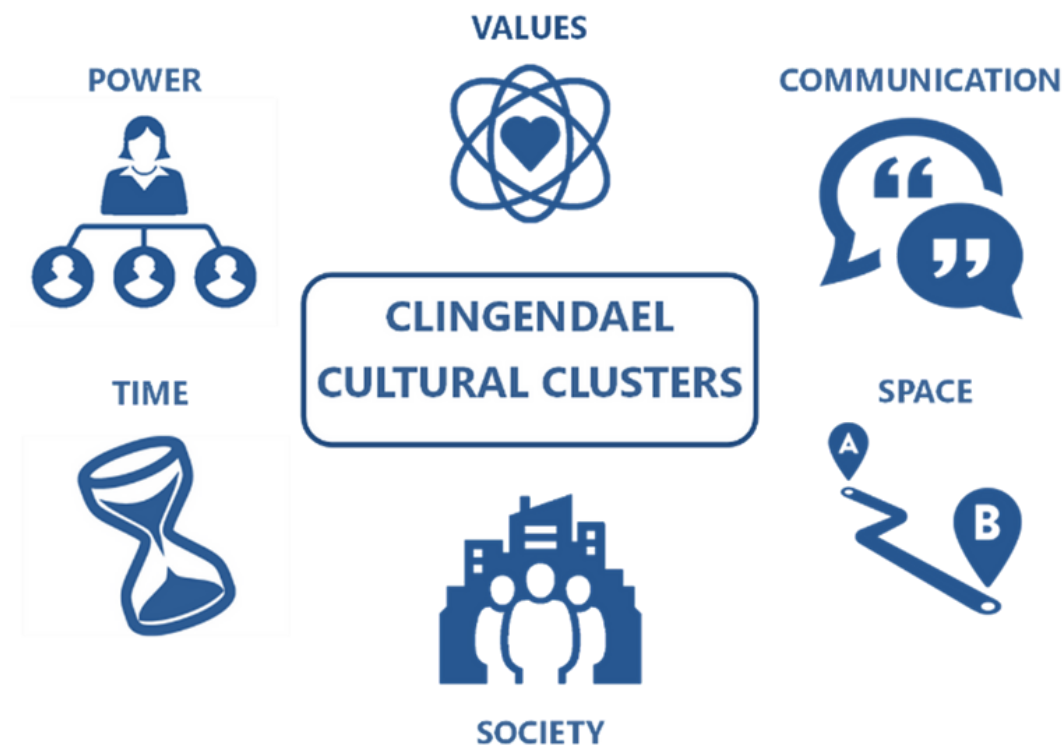 VALUES
POWER
COMMUNICATION
“
”
CLINGENDAEL
CULTURAL CLUSTERS
TIME
SPACE
A
B
SOCIETY